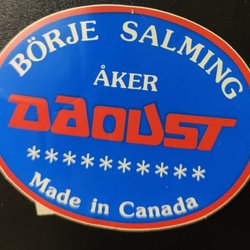 BÖRJE SALMING
ÅKER
DAOUST
**********
Made in Canada